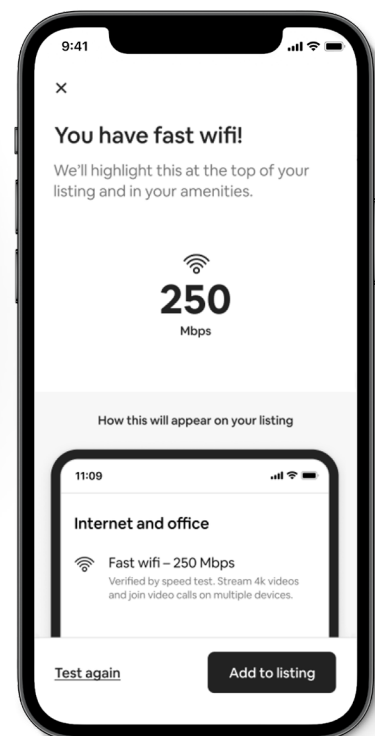 9:41
You have fast wifi!
We'll highlight this at the top of your
listing and in your amenities.
250
Mbps
How this will appear on your listing
11:09
Internet and office
Fast wifi – 250 Mbps
Verified by speed test. Stream 4k videos
and join video calls on multiple devices.
Test again
Add to listing